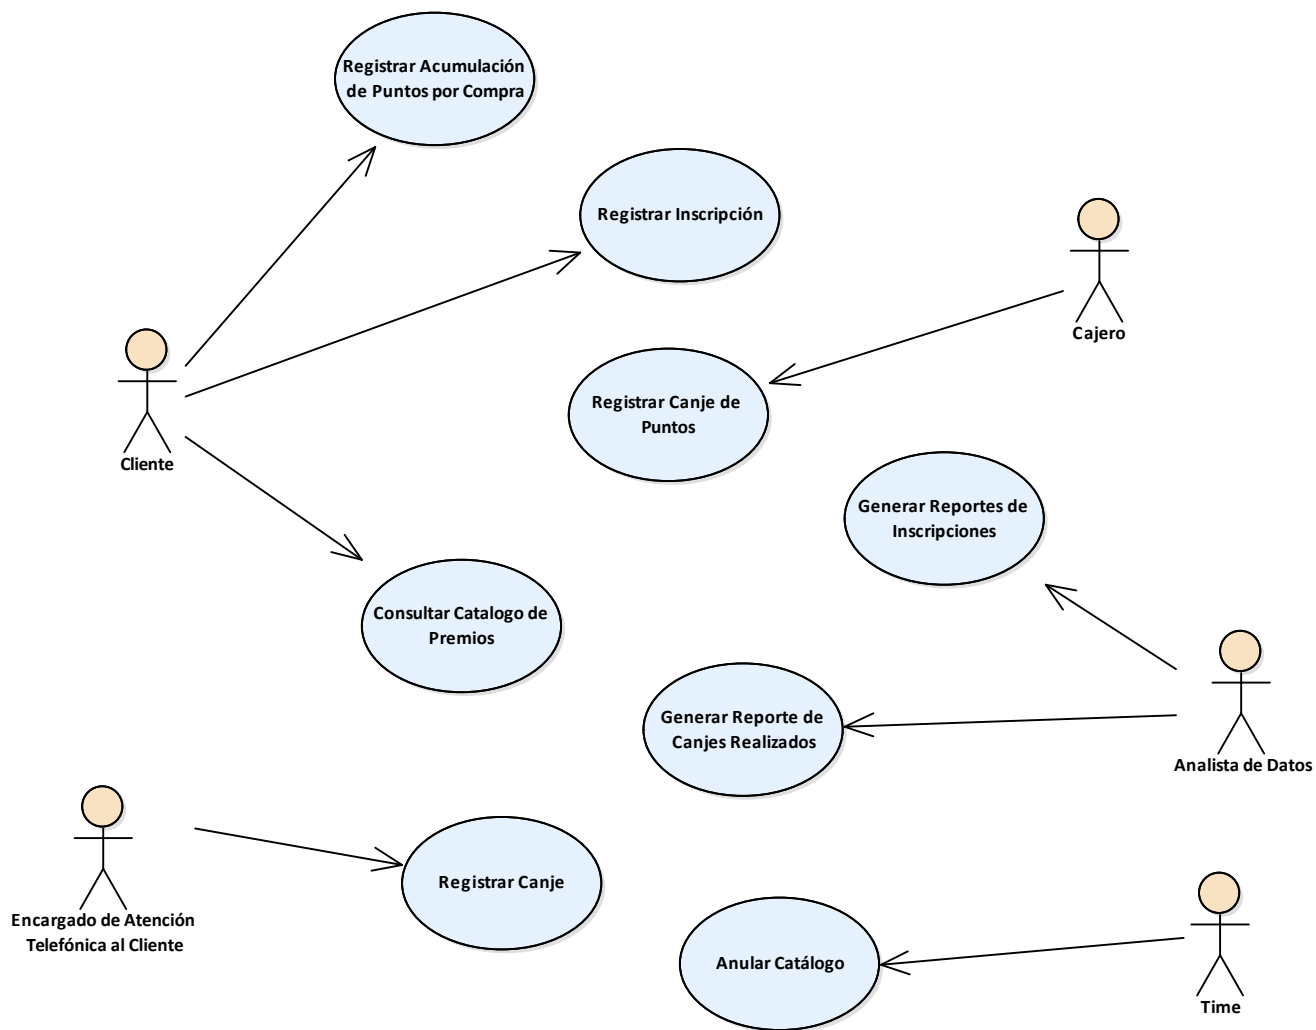 Registrar Acumulación
de Puntos por Compra
Registrar Inscripción
Cajero
Cliente
Registrar Canje de
Puntos
Generar Reportes de
Inscripciones
Consultar Catalogo de
Premios
Generar Reporte de
Canjes Realizados
Analista de Datos
Registrar Canje
Encargado de Atención
Telefónica al Cliente
Anular Catálogo
Time